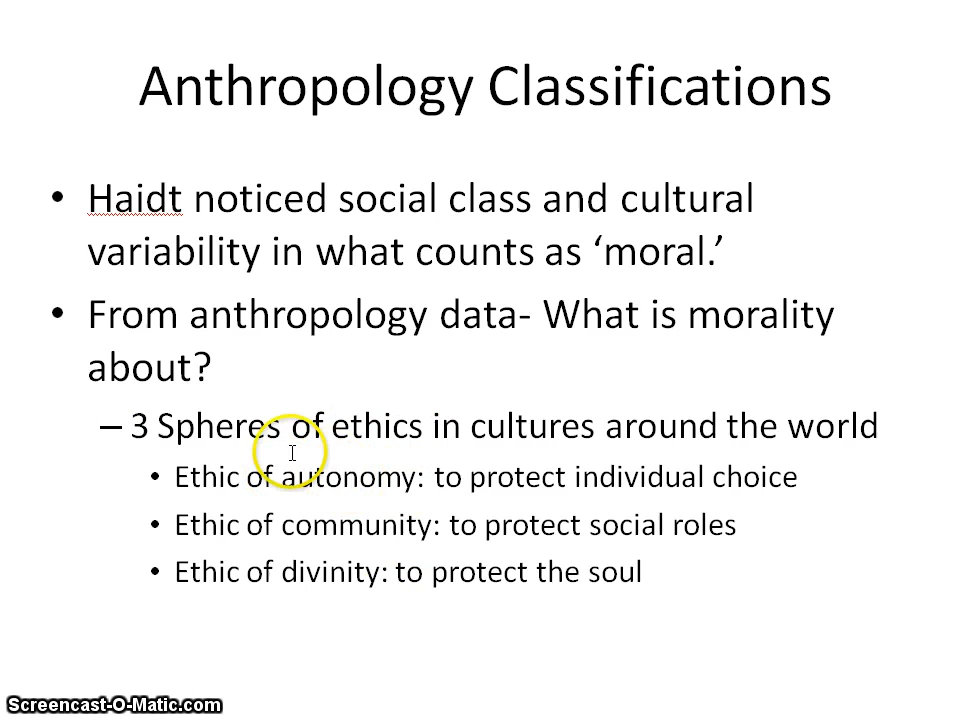 Anthropology Classifications
• Haidt noticed social class and cultural
variability in what counts as ‘moral.’
• From anthropology data- What is morality
about?
– 3 Spheres of ethics in cultures around the world
• Ethic of autonomy: to protect individual choice
• Ethic of community: to protect social roles
• Ethic of divinity: to protect the soul
Screencast-O-Matic.com